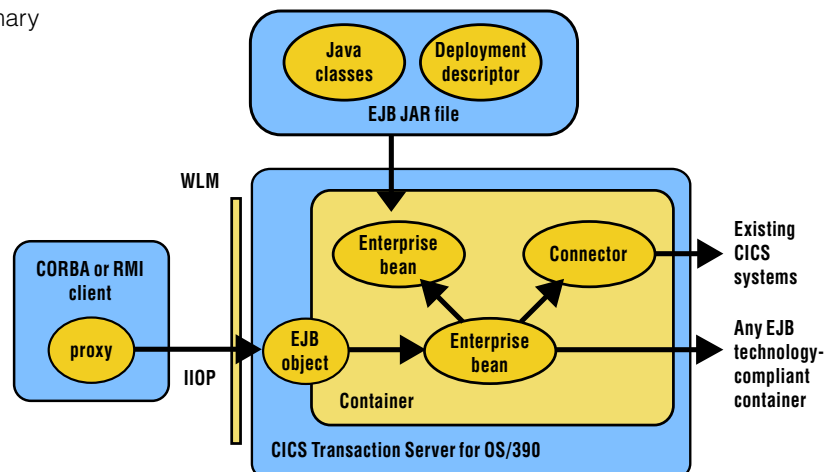 Java
classes
Deployment
descriptor
EJB JAR file
WLM
CORBA or RMI
client
proxy
IIOP
EJB
object
Enterprise
bean
Connector
Enterprise
bean
Container
CICS Transaction Server for OS/390
Existing
CICS
systems
Any EJB
technology-
compliant
container